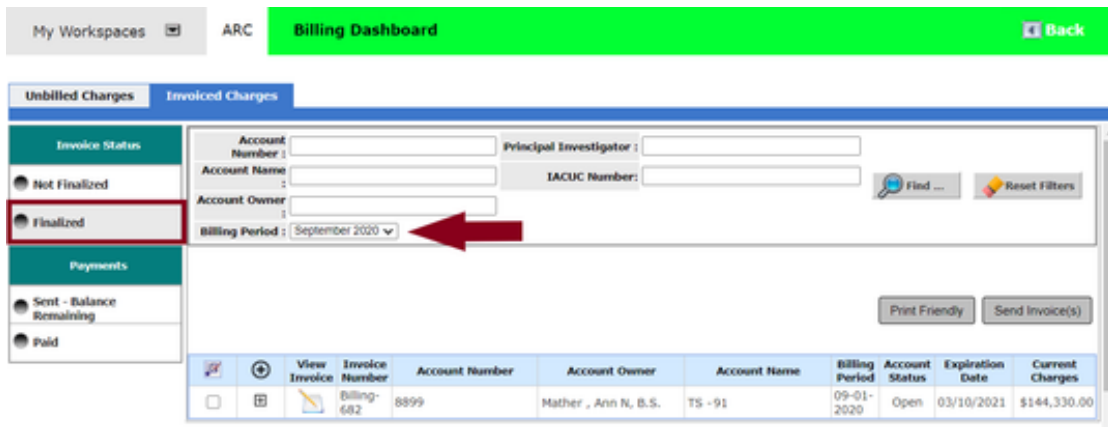 My Workspaces ARC Billing Dashboard Back
Unbilled Charges Invoiced Charges
Invoice Status
Not Finalized
Finalized
Payments
Sent - Balance
Remaining
Paid
Account
Number :
Principal Investigator :
Account Name
:
IACUC Number:
Account Owner
:
Billing Period : September 2020
Find ... Reset Filters
Print Friendly Send Invoice(s)
View
Invoice
Invoice
Number
Account Number
Account Owner
Account Name
Billing
Period
Account
Status
Expiration
Date
Current
Charges
Billing-
682
8899
Mather , Ann N, B.S.
TS -91
09-01-
2020
Open
03/10/2021
$144,330.00